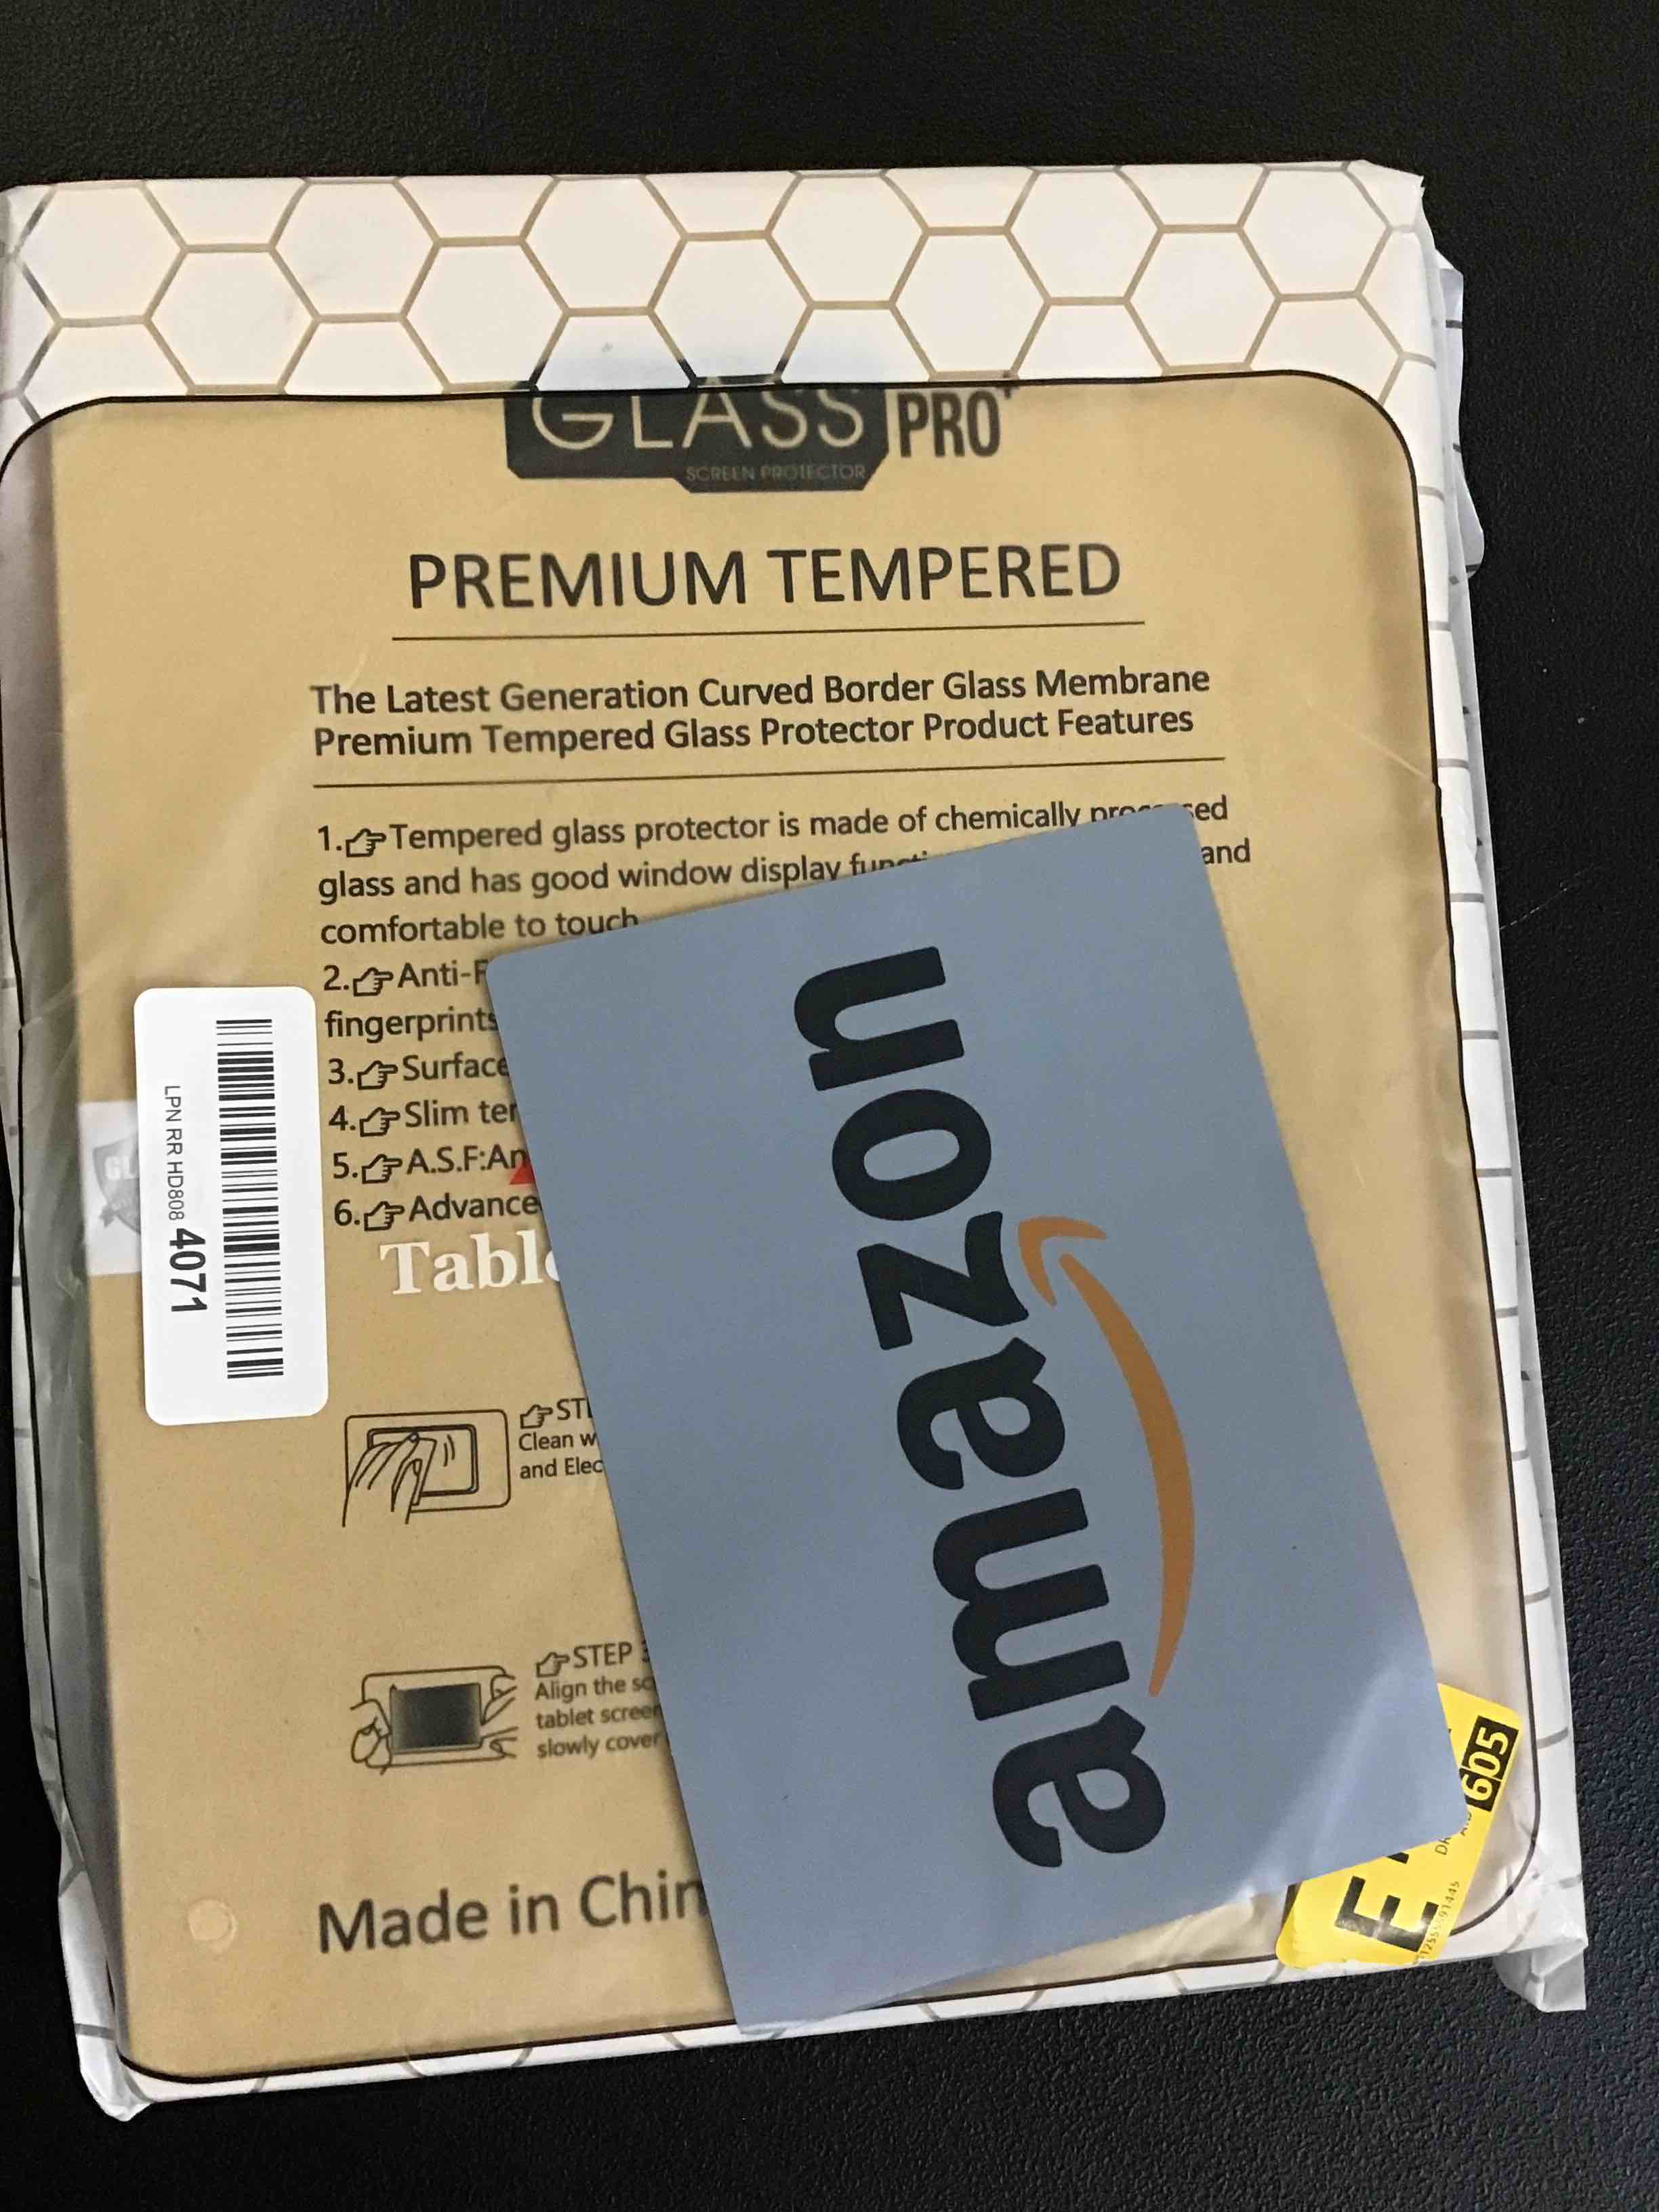 GLASS PRO+
SCREEN PROTECTOR
PREMIUM TEMPERED
The Latest Generation Curved Border Glass Membrane
Premium Tempered Glass Protector Product Features
1. Tempered glass protector is made of chemically
glass and has good window display and
comfortable to touch
2. Anti-
fingerprints
3. Surface
4. Slim
5. A.S.F:
6.
LPN RR HD808 4071
STEP
Clean
and
Align the
tablet screen
slowly cover
Made in
amazon
605